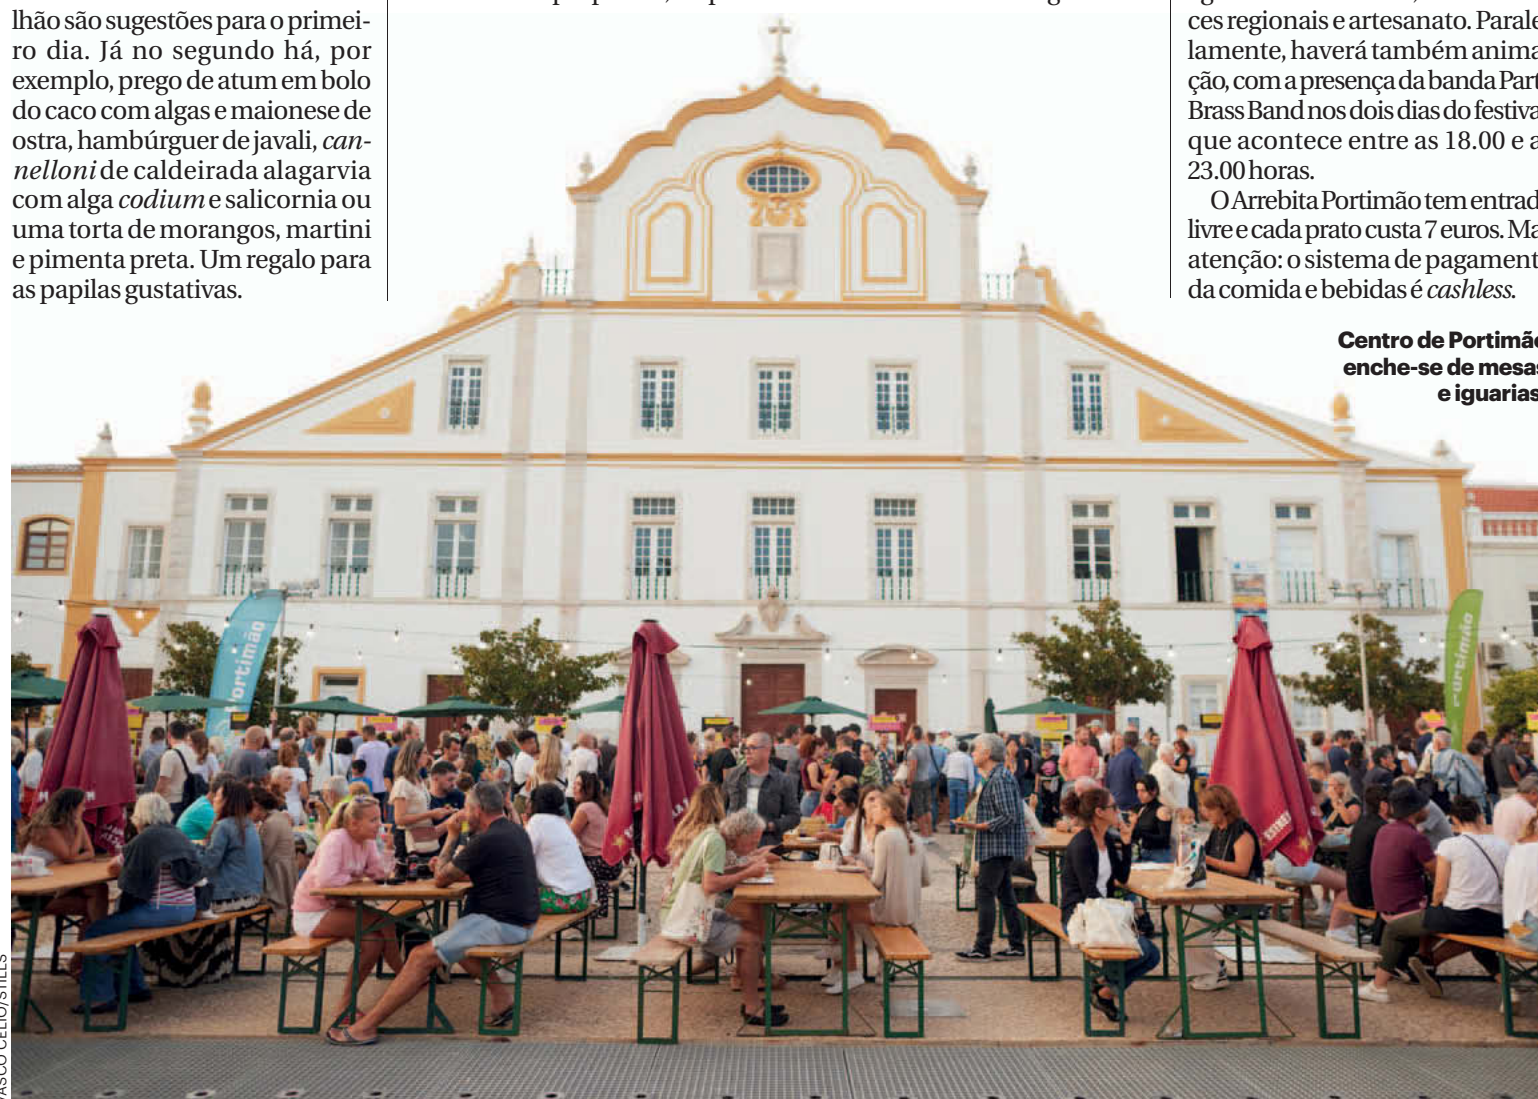 lhão são sugestões para o primei-
ro dia. Já no segundo há, por
exemplo, prego de atum em bolo
do caco com algas e maionese de
ostra, hambúrguer de javali, can-
nelloni de caldeirada alagarvia
com alga codium e salicornia ou
uma torta de morangos, martini
e pimenta preta. Um regalo para
as papilas gustativas.
ces regionais e artesanato. Parale
lamente, haverá também anima
ção, com a presença da banda Part
Brass Band nos dois dias do festiva
que acontece entre as 18.00 e a
23.00 horas.
O Arrebita Portimão tem entrad
livre e cada prato custa 7 euros. Ma
atenção: o sistema de pagament
da comida e bebidas é cashless.
Centro de Portimão
enche-se de mesas
e iguarias
Portimão
Portimão
VASCO CÉLIO/STILLS